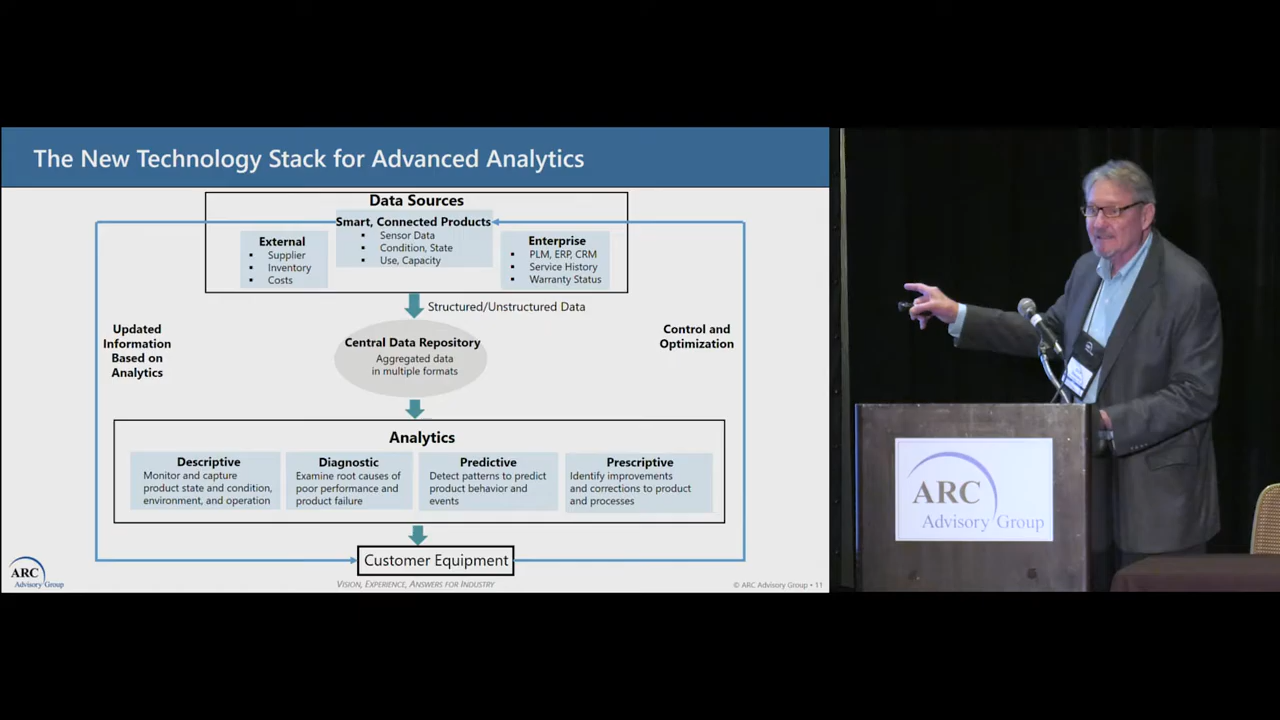 The New Technology Stack for Advanced Analytics
Data Sources
Smart, Connected Products
▪ Sensor Data
▪ Condition, State
▪ Use, Capacity
External
▪ Supplier
▪ Inventory
▪ Costs
Enterprise
▪ PLM, ERP, CRM
▪ Service History
▪ Warranty Status
Structured/Unstructured Data
Updated
Information
Based on
Analytics
Central Data Repository
Aggregated data
in multiple formats
Control and
Optimization
Analytics
Descriptive
Monitor and capture
product state and condition,
environment, and operation
Diagnostic
Examine root causes of
poor performance and
product failure
Predictive
Detect patterns to predict
product behavior and
events
Prescriptive
Identify improvements
and corrections to product
and processes
Customer Equipment
ARC
Advisory Group
VISION, EXPERIENCE, ANSWERS FOR INDUSTRY
© ARC Advisory Group • 11
ARC
Advisory Group